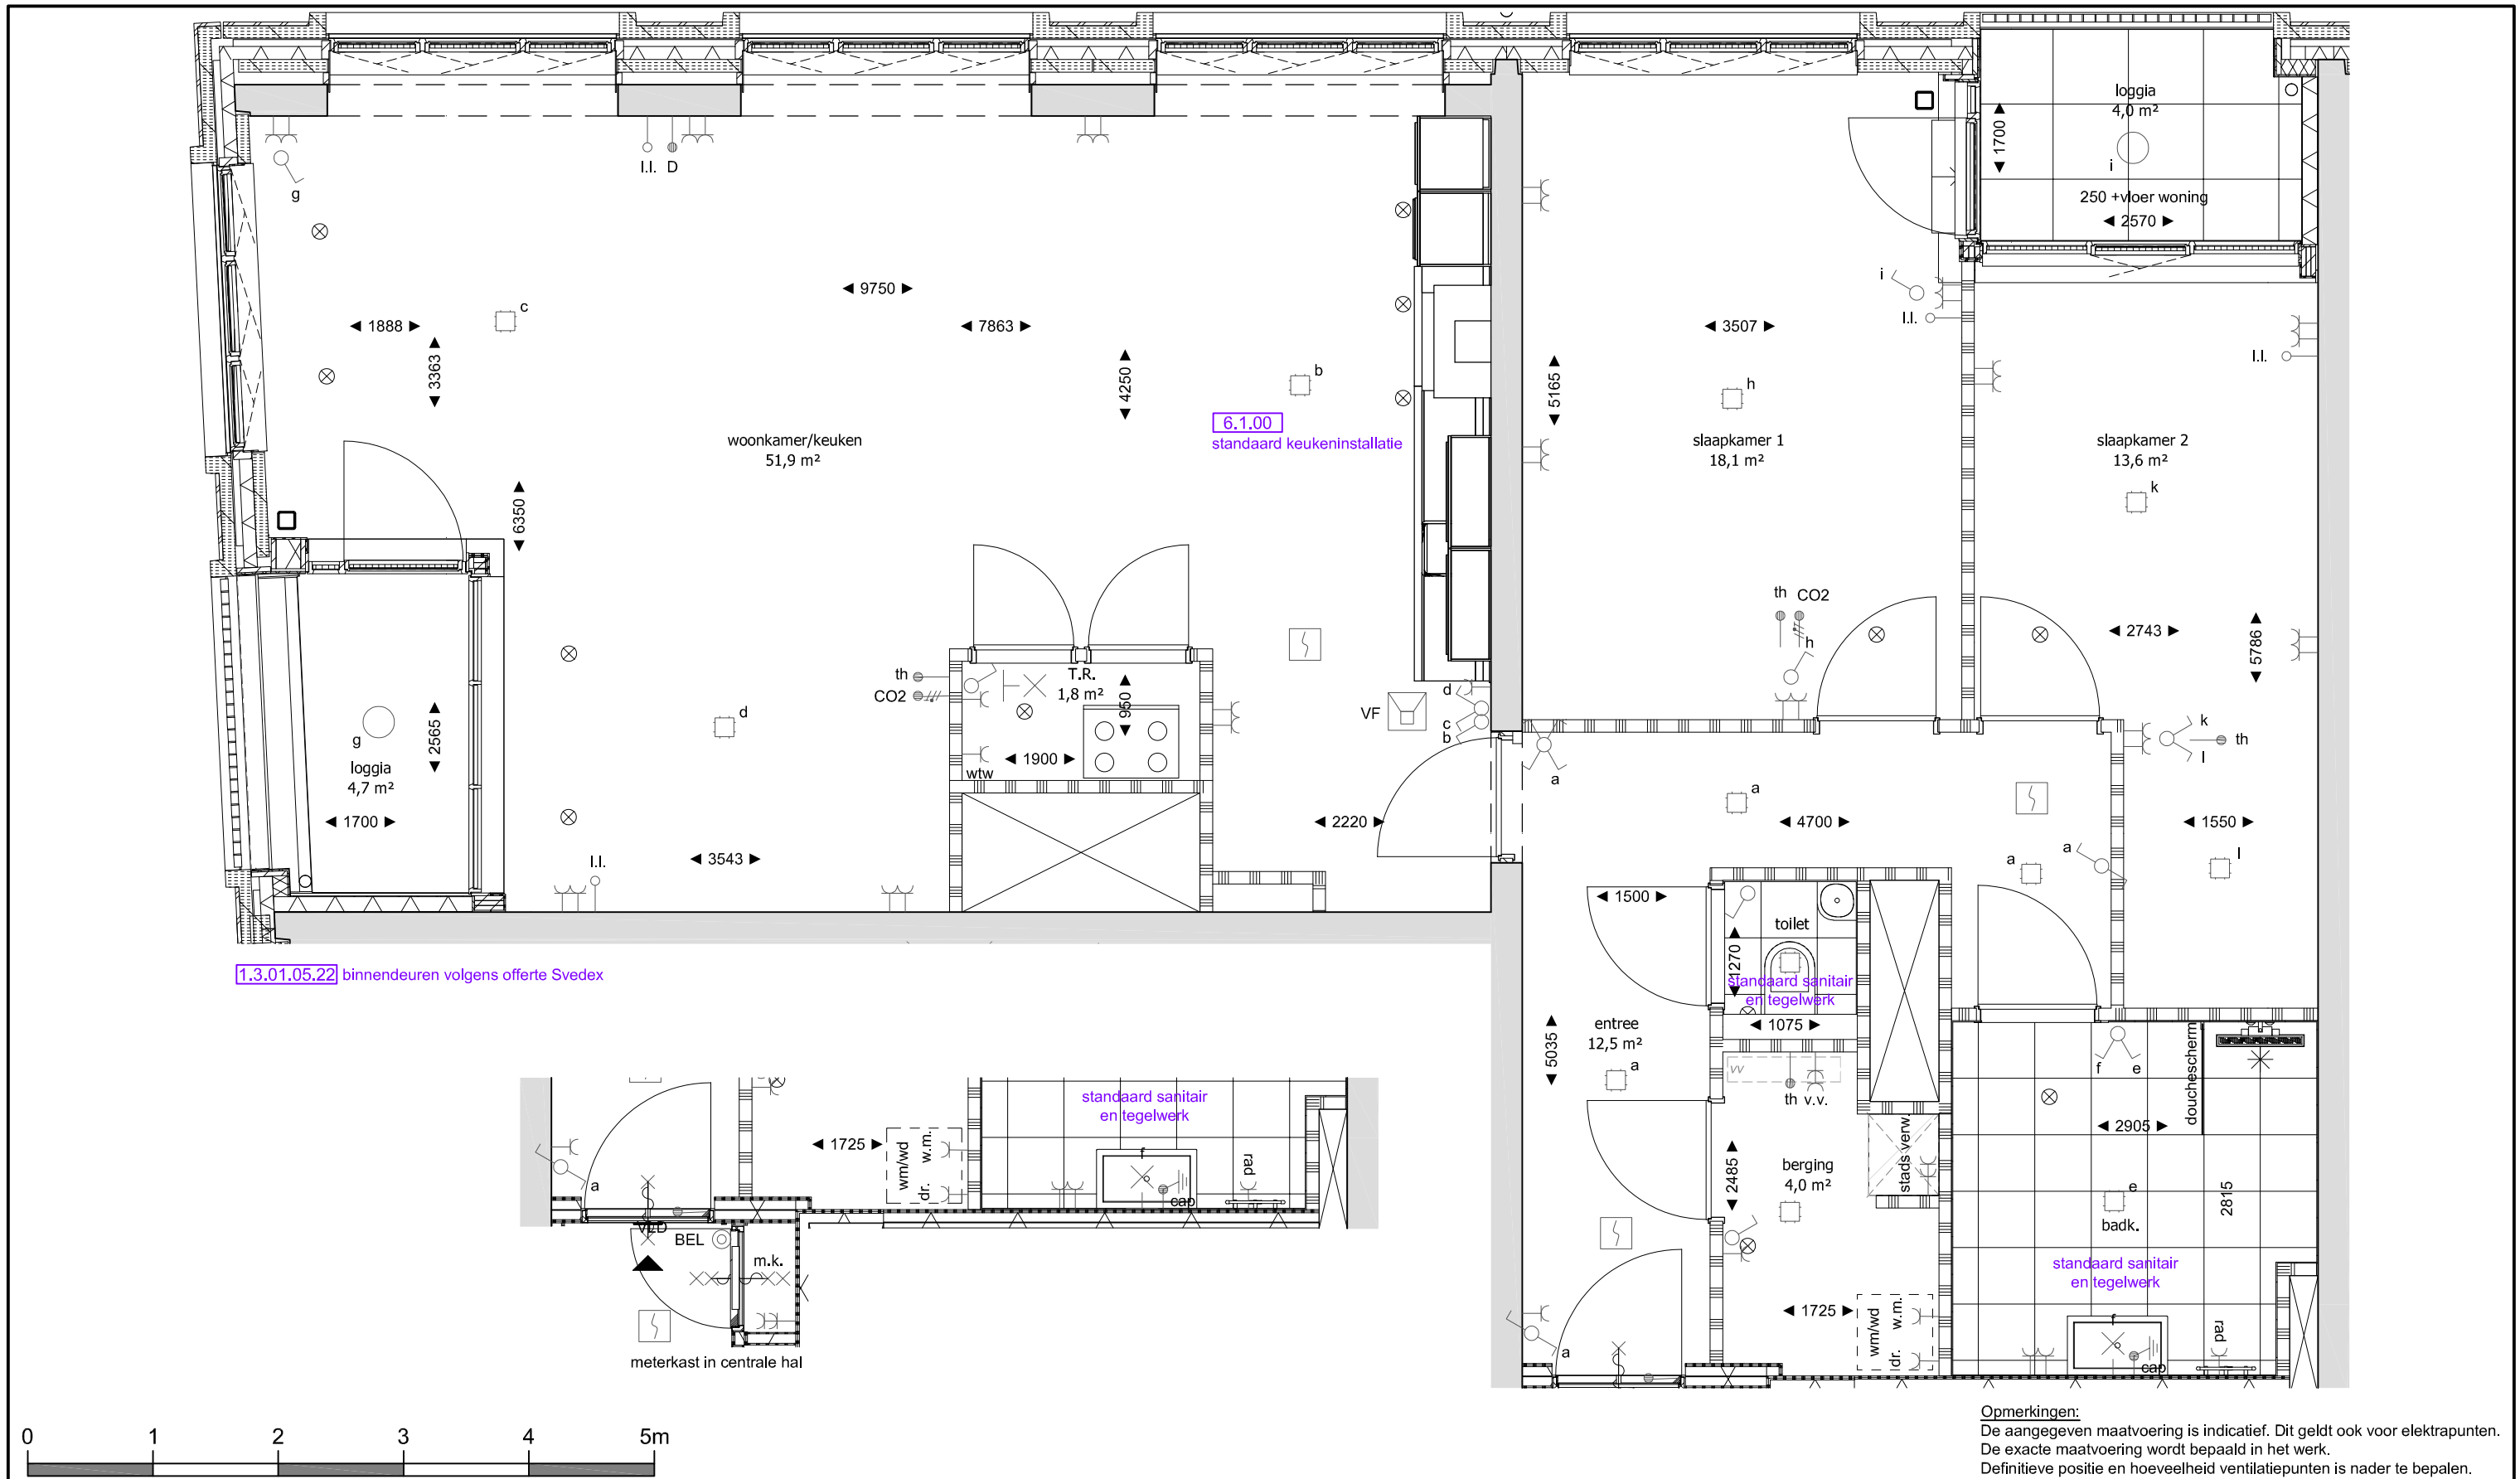 loggia
4,0 m²
1700
i
250 +vloer woning
2570
g
I.I. D
9750
c
1888
7863
3363
4250
b
6.1.00
standaard keukeninstallatie
woonkamer/keuken
51,9 m²
6350
3507
i
I.I.
5165
h
slaapkamer 1
18,1 m²
I.I.
slaapkamer 2
13,6 m²
k
th CO2
h
2743
5786
th
CO2
T.R.
1,8 m²
950
d
VF
d
c
b
wtw
1900
g
loggia
4,7 m²
2565
1700
3543
I.I.
2220
a
a
4700
k
th
l
1550
a
a
l
1500
toilet
1270
standaard sanitair
en tegelwerk
1075
entree
12,5 m²
5035
a
1.3.01.05.22 binnendeuren volgens offerte Svedex
th v.v.
vv
stads verw.
2485
berging
4,0 m²
1725
wm/wd
w.m.
dr.
a
f e
douchescherm
2905
e
badk.
2815
standaard sanitair
en tegelwerk
f
cap
rad
standaard sanitair
en tegelwerk
1725
wm/wd
w.m.
dr.
f
cap
rad
a
BEL
m.k.
meterkast in centrale hal
0 1 2 3 4 5m
Opmerkingen:
De aangegeven maatvoering is indicatief. Dit geldt ook voor elektrapunten.
De exacte maatvoering wordt bepaald in het werk.
Definitieve positie en hoeveelheid ventilatiepunten is nader te bepalen.